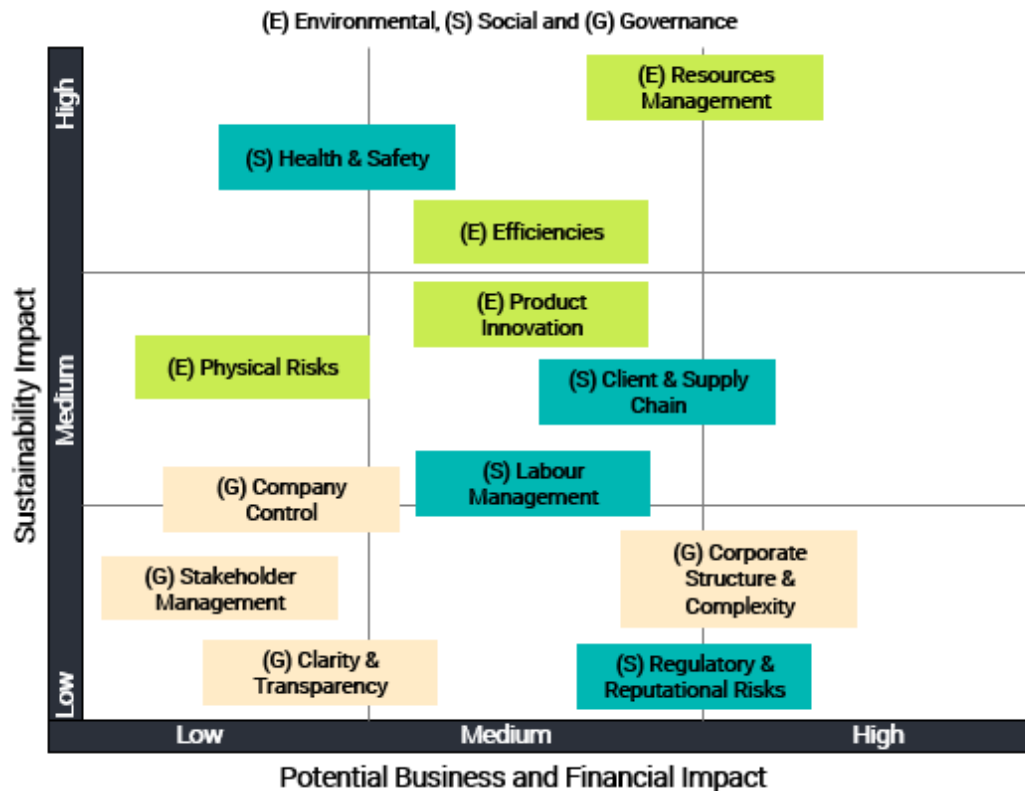 (E) Environmental, (S) Social and (G) Governance
High
(E) Resources
Management
(S) Health & Safety
(E) Efficiencies
Sustainability Impact
Medium
(E) Product
Innovation
(E) Physical Risks
(S) Client & Supply
Chain
(S) Labour
Management
(G) Company
Control
(G) Corporate
Structure &
Complexity
(G) Stakeholder
Management
(G) Clarity &
Transparency
(S) Regulatory &
Reputational Risks
Low
Low
Medium
High
Potential Business and Financial Impact